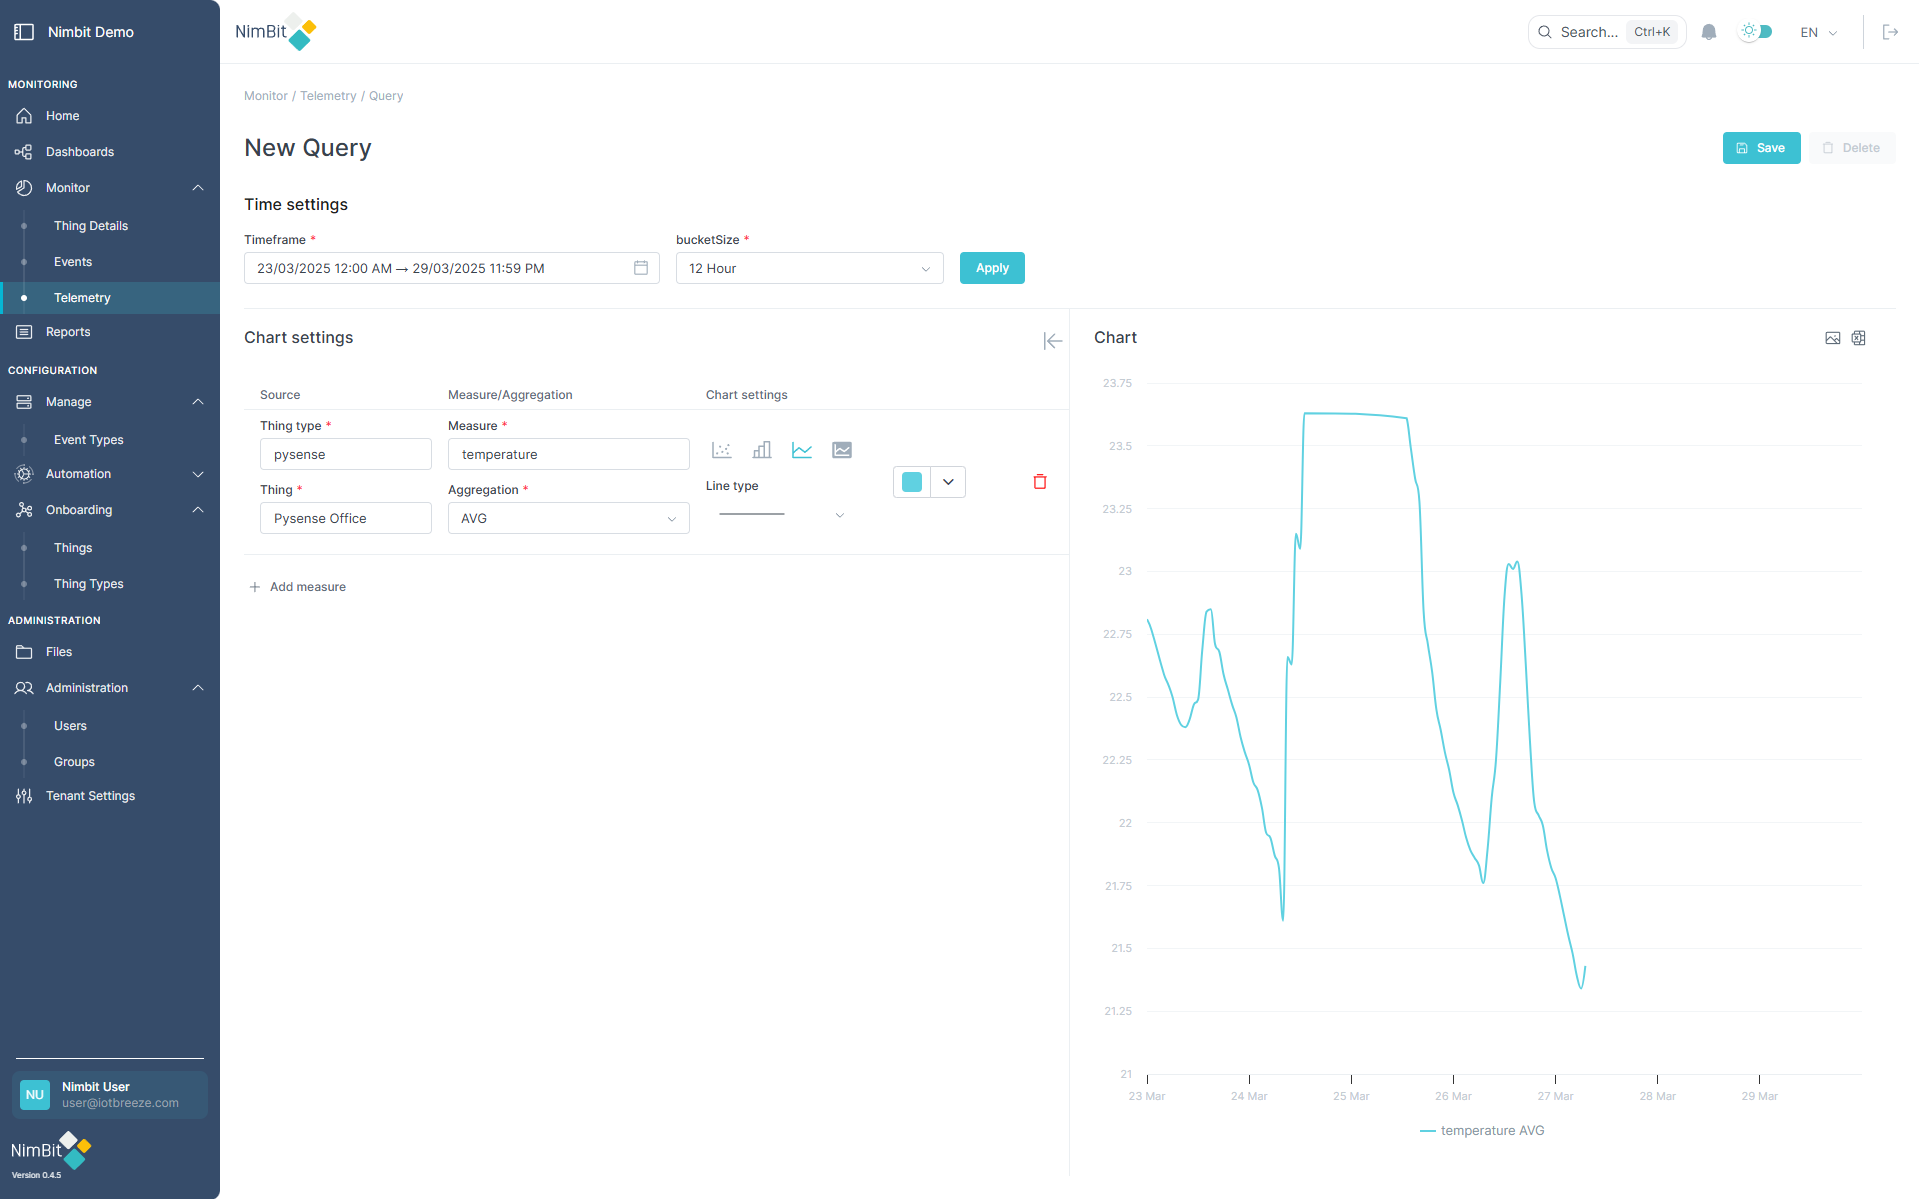 Nimbit Demo
MONITORING
Home
Dashboards
Monitor
Thing Details
Events
Telemetry
Reports
CONFIGURATION
Manage
Event Types
Automation
Onboarding
Things
Thing Types
ADMINISTRATION
Files
Administration
Users
Groups
Tenant Settings
NU
Nimbit User
user@iotbreeze.com
NimBit
Version 0.4.5
NimBit
Search... Ctrl+K
EN
Monitor / Telemetry / Query
New Query
Save
Delete
Time settings
Timeframe *
23/03/2025 12:00 AM → 29/03/2025 11:59 PM
bucketSize *
12 Hour
Apply
Chart settings
Source Measure/Aggregation Chart settings
Thing type *
pysense
Measure *
temperature
Thing *
Pysense Office
Aggregation *
AVG
Line type
+ Add measure
Chart
23.75
23.5
23.25
23
22.75
22.5
22.25
22
21.75
21.5
21.25
21
23 Mar 24 Mar 25 Mar 26 Mar 27 Mar 28 Mar 29 Mar
temperature AVG